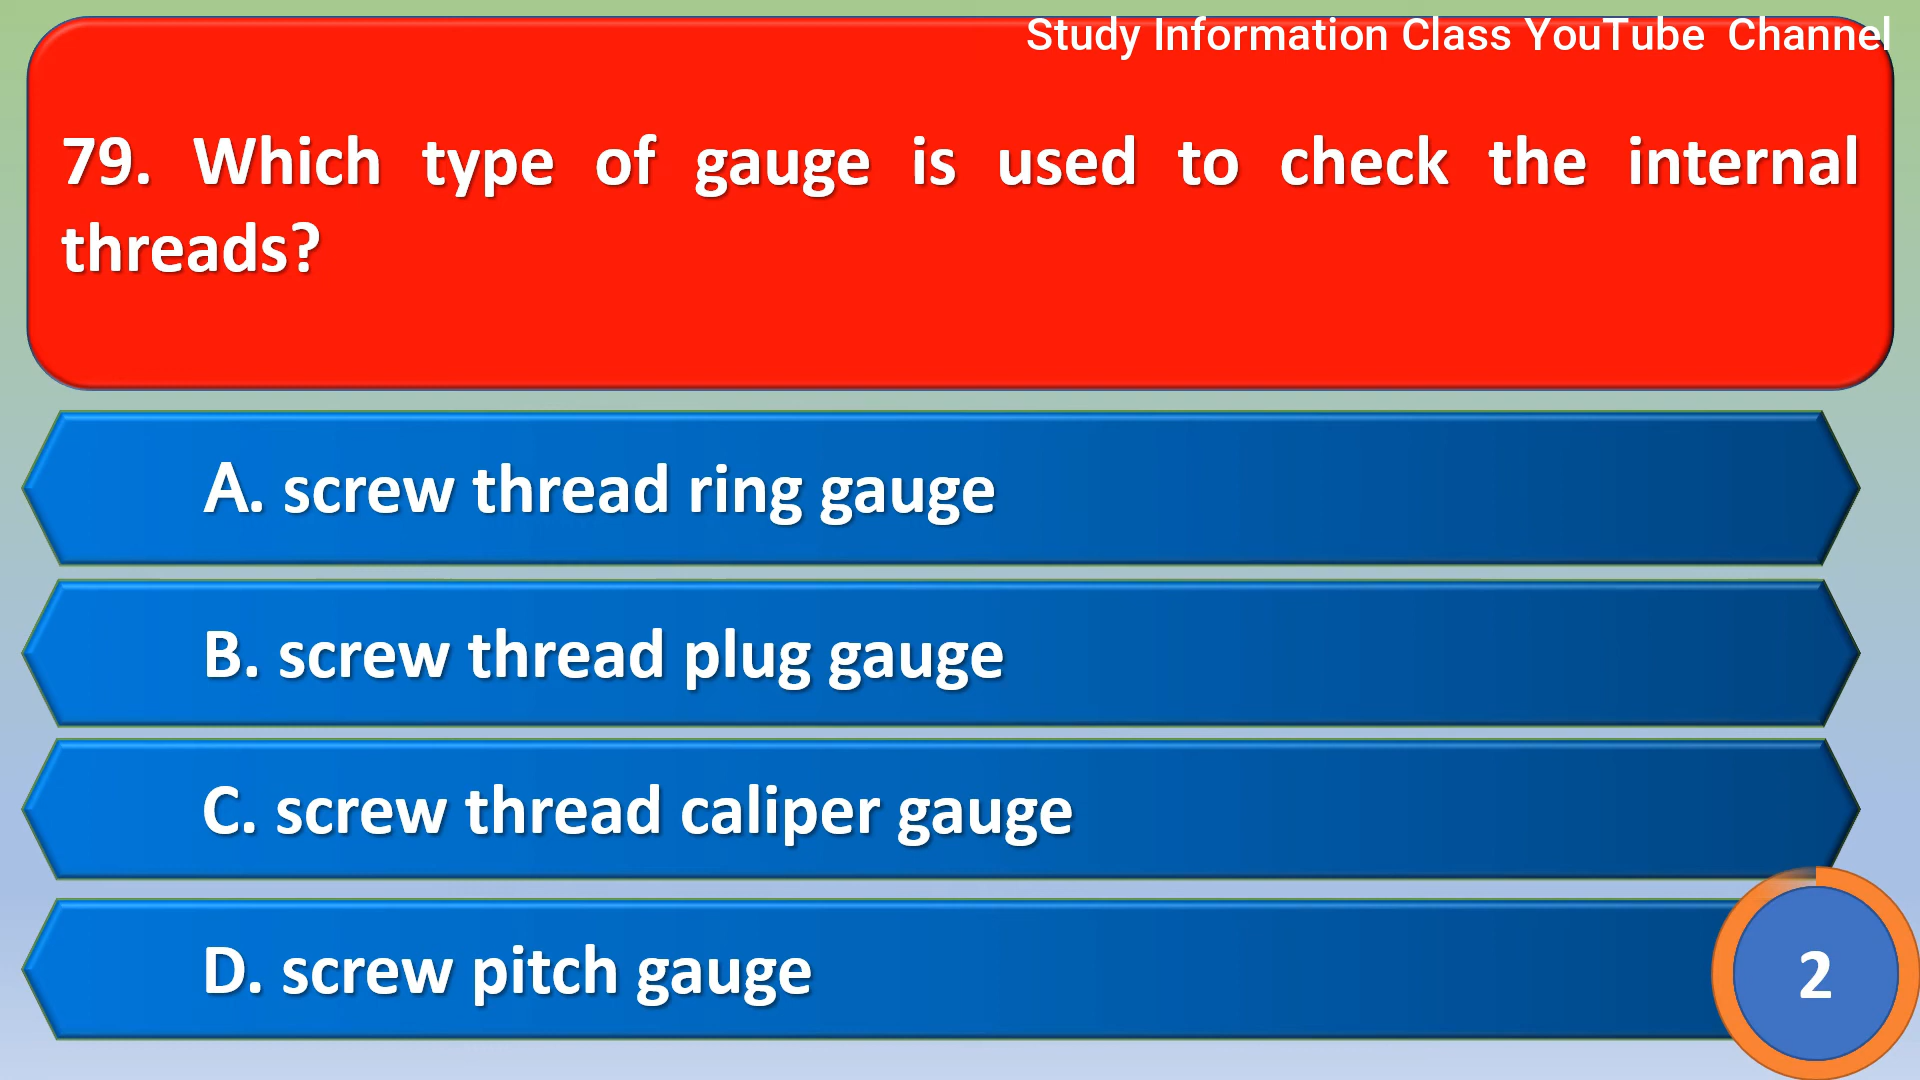 Study Information Class YouTube Channel
79. Which type of gauge is used to check the internal
threads?
A. screw thread ring gauge
B. screw thread plug gauge
C. screw thread caliper gauge
D. screw pitch gauge
2